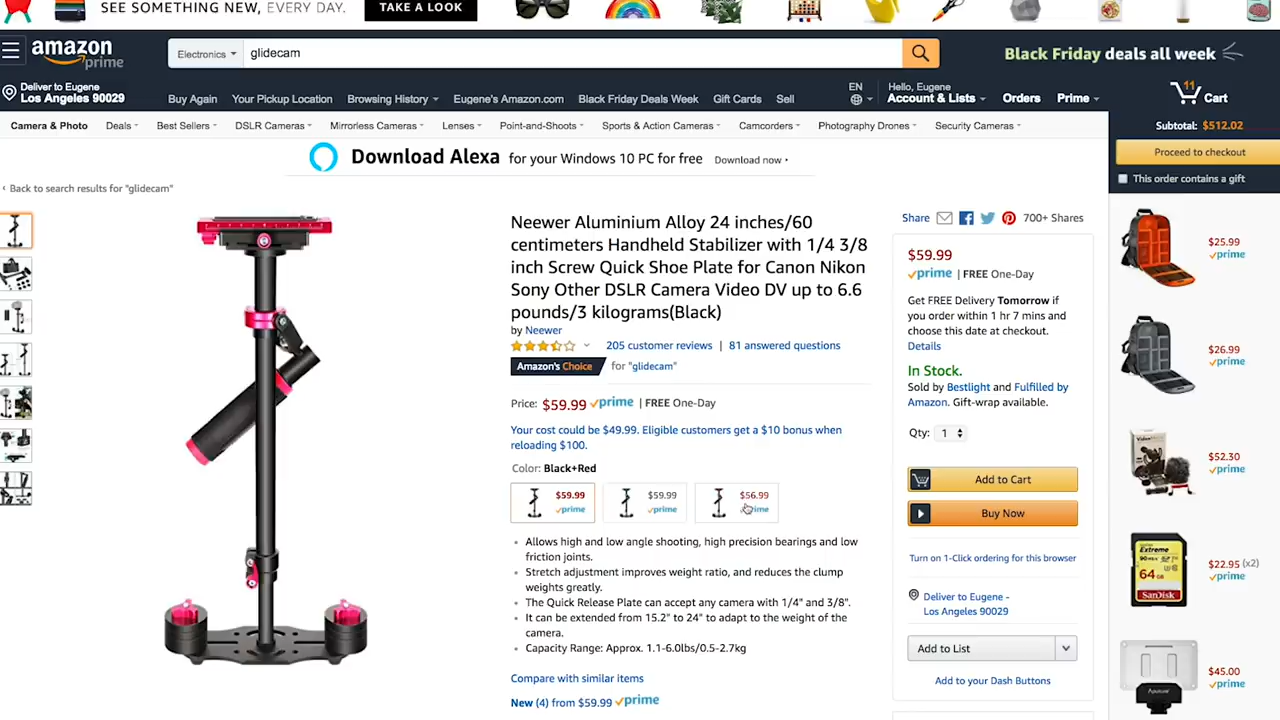 SEE SOMETHING NEW, EVERY DAY.
TAKE A LOOK
amazon
prime
Electronics
glidecam
Black Friday deals all week
Deliver to Eugene
Los Angeles 90029
Buy Again
Your Pickup Location
Browsing History
Eugene's Amazon.com
Black Friday Deals Week
Gift Cards
Sell
EN
Hello, Eugene
Account & Lists
Orders
Prime
11
Cart
Camera & Photo
Deals
Best Sellers
DSLR Cameras
Mirrorless Cameras
Lenses
Point-and-Shoots
Sports & Action Cameras
Camcorders
Photography Drones
Security Cameras
Subtotal: $512.02
Proceed to checkout
This order contains a gift
Download Alexa for your Windows 10 PC for free Download now
Back to search results for "glidecam"
Neewer Aluminium Alloy 24 inches/60
centimeters Handheld Stabilizer with 1/4 3/8
inch Screw Quick Shoe Plate for Canon Nikon
Sony Other DSLR Camera Video DV up to 6.6
pounds/3 kilograms(Black)
by Neewer
205 customer reviews | 81 answered questions
Amazon's Choice for "glidecam"
Price: $59.99 prime | FREE One-Day
Your cost could be $49.99. Eligible customers get a $10 bonus when
reloading $100.
Color: Black+Red
$59.99
prime
$59.99
prime
$56.99
prime
Allows high and low angle shooting, high precision bearings and low
friction joints.
Stretch adjustment improves weight ratio, and reduces the clump
weights greatly.
The Quick Release Plate can accept any camera with 1/4" and 3/8".
It can be extended from 15.2" to 24" to adapt to the weight of the
camera.
Capacity Range: Approx. 1.1-6.0lbs/0.5-2.7kg
Compare with similar items
New (4) from $59.99 prime
Share
700+ Shares
$59.99
prime | FREE One-Day
Get FREE Delivery Tomorrow if
you order within 1 hr 7 mins and
choose this date at checkout.
Details
In Stock.
Sold by Bestlight and Fulfilled by
Amazon. Gift-wrap available.
Qty: 1
Add to Cart
Buy Now
Turn on 1-Click ordering for this browser
Deliver to Eugene -
Los Angeles 90029
Add to List
Add to your Dash Buttons
$25.99
prime
$26.99
prime
$52.30
prime
Extreme
64 GB
SanDisk
$22.95 (x2)
prime
$45.00
prime